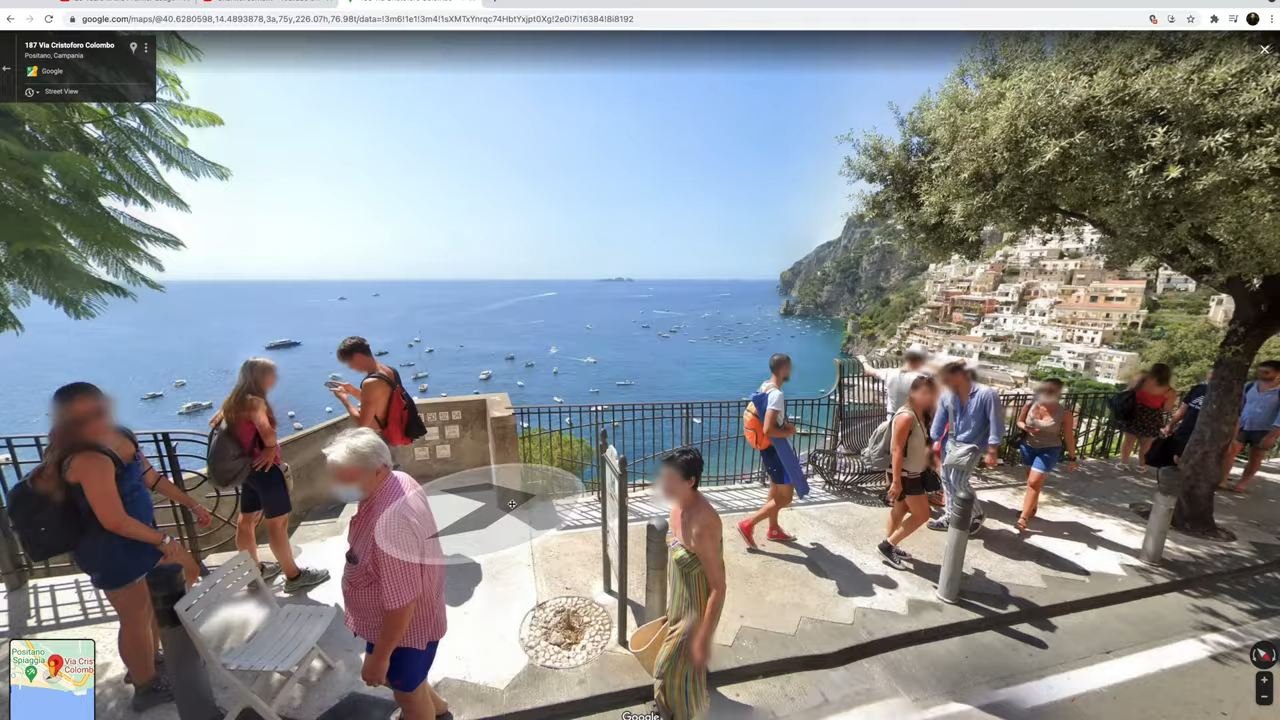 google.com/maps/@40.6280598,14.4893878,3a,75y,226.07h,76.98t/data=!3m6!1e1!3m4!1sXMTxYnrqc74HbtYxjpt0Xg!2e0!7i16384!8i8192
187 Via Cristoforo Colombo
Positano, Campania
Google
Street View
Positano
Spiaggia
Via Cris
Colomb
Google